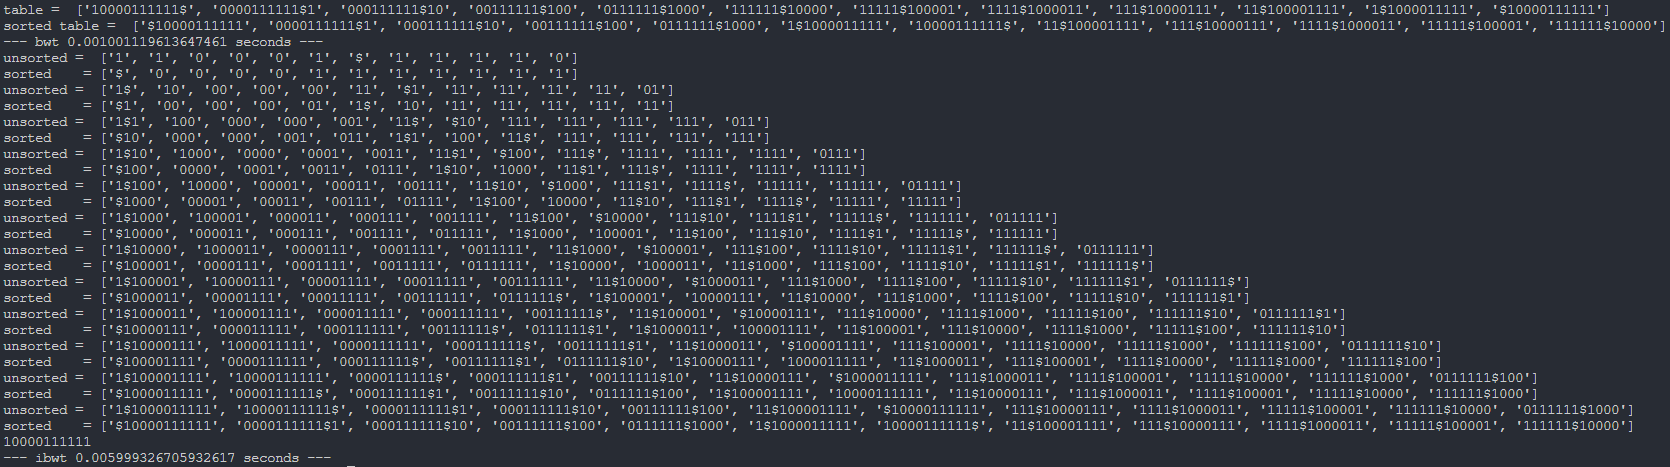 table =  ['10000111111$', '0000111111$1', '000111111$10', '00111111$100', '0111111$1000', '111111$10000', '11111$100001', '1111$1000011', '111$10000111', '11$100001111', '1$1000011111', '$10000111111']
sorted table =  ['$10000111111', '0000111111$1', '000111111$10', '00111111$100', '0111111$1000', '1$1000011111', '10000111111$', '11$100001111', '111$10000111', '1111$1000011', '11111$100001', '111111$10000']
--- bwt 0.001001119613647461 seconds ---
unsorted =  ['1', '1', '0', '0', '0', '1', '$', '1', '1', '1', '1', '0']
sorted   = ['$', '0', '0', '0', '0', '1', '1', '1', '1', '1', '1', '1']
unsorted =  ['1$', '10', '00', '00', '00', '11', '$1', '11', '11', '11', '11', '01']
sorted   = ['$1', '00', '00', '00', '01', '1$', '10', '11', '11', '11', '11', '11']
unsorted =  ['1$1', '100', '000', '000', '001', '11$', '$10', '111', '111', '111', '111', '011']
sorted   = ['$10', '000', '000', '001', '011', '1$1', '100', '11$', '111', '111', '111', '111']
unsorted =  ['1$10', '1000', '0000', '0001', '0011', '11$1', '$100', '111$', '1111', '1111', '1111', '0111']
sorted   = ['$100', '0000', '0001', '0011', '0111', '1$10', '1000', '11$1', '111$', '1111', '1111', '1111']
unsorted =  ['1$100', '10000', '00001', '00011', '00111', '11$10', '$1000', '111$1', '1111$', '11111', '11111', '01111']
sorted   = ['$1000', '00001', '00011', '00111', '01111', '1$100', '10000', '11$10', '111$1', '1111$', '11111', '11111']
unsorted =  ['1$1000', '100001', '000011', '000111', '001111', '11$100', '$10000', '111$10', '1111$1', '11111$', '111111', '011111']
sorted   = ['$10000', '000011', '000111', '001111', '011111', '1$1000', '100001', '11$100', '111$10', '1111$1', '11111$', '111111']
unsorted =  ['1$10000', '1000011', '0000111', '0001111', '0011111', '11$1000', '$100001', '111$100', '1111$10', '11111$1', '111111$', '0111111']
sorted   = ['$100001', '0000111', '0001111', '0011111', '0111111', '1$10000', '1000011', '11$1000', '111$100', '1111$10', '11111$1', '111111$']
unsorted =  ['1$100001', '10000111', '00001111', '00011111', '00111111', '11$10000', '$1000011', '111$1000', '1111$100', '11111$10', '111111$1', '0111111$']
sorted   = ['$1000011', '00001111', '00011111', '00111111', '0111111$', '1$100001', '10000111', '11$10000', '111$1000', '1111$100', '11111$10', '111111$1']
unsorted =  ['1$1000011', '100001111', '000011111', '000111111', '00111111$', '11$100001', '$10000111', '111$10000', '1111$1000', '11111$100', '111111$10', '0111111$1']
sorted   = ['$10000111', '000011111', '000111111', '00111111$', '0111111$1', '1$1000011', '100001111', '11$100001', '111$10000', '1111$1000', '11111$100', '111111$10']
unsorted =  ['1$10000111', '1000011111', '0000111111', '000111111$', '00111111$1', '11$1000011', '$100001111', '111$100001', '1111$10000', '11111$1000', '111111$100', '0111111$10']
sorted   = ['$100001111', '0000111111', '000111111$', '00111111$1', '0111111$10', '1$10000111', '1000011111', '11$1000011', '111$100001', '1111$10000', '11111$1000', '111111$100']
unsorted =  ['1$100001111', '10000111111', '0000111111$', '000111111$1', '00111111$10', '11$10000111', '$1000011111', '111$1000011', '1111$100001', '11111$10000', '111111$1000', '0111111$100']
sorted   = ['$1000011111', '0000111111$', '000111111$1', '00111111$10', '0111111$100', '1$100001111', '10000111111', '11$10000111', '111$1000011', '1111$100001', '11111$10000', '111111$1000']
unsorted =  ['1$1000011111', '10000111111$', '0000111111$1', '000111111$10', '00111111$100', '11$100001111', '$10000111111', '111$10000111', '1111$1000011', '11111$100001', '111111$10000', '0111111$1000']
sorted   = ['$10000111111', '0000111111$1', '000111111$10', '00111111$100', '0111111$1000', '1$1000011111', '10000111111$', '11$100001111', '111$10000111', '1111$1000011', '11111$100001', '111111$10000']
10000111111
--- ibwt 0.005999326705932617 seconds ---